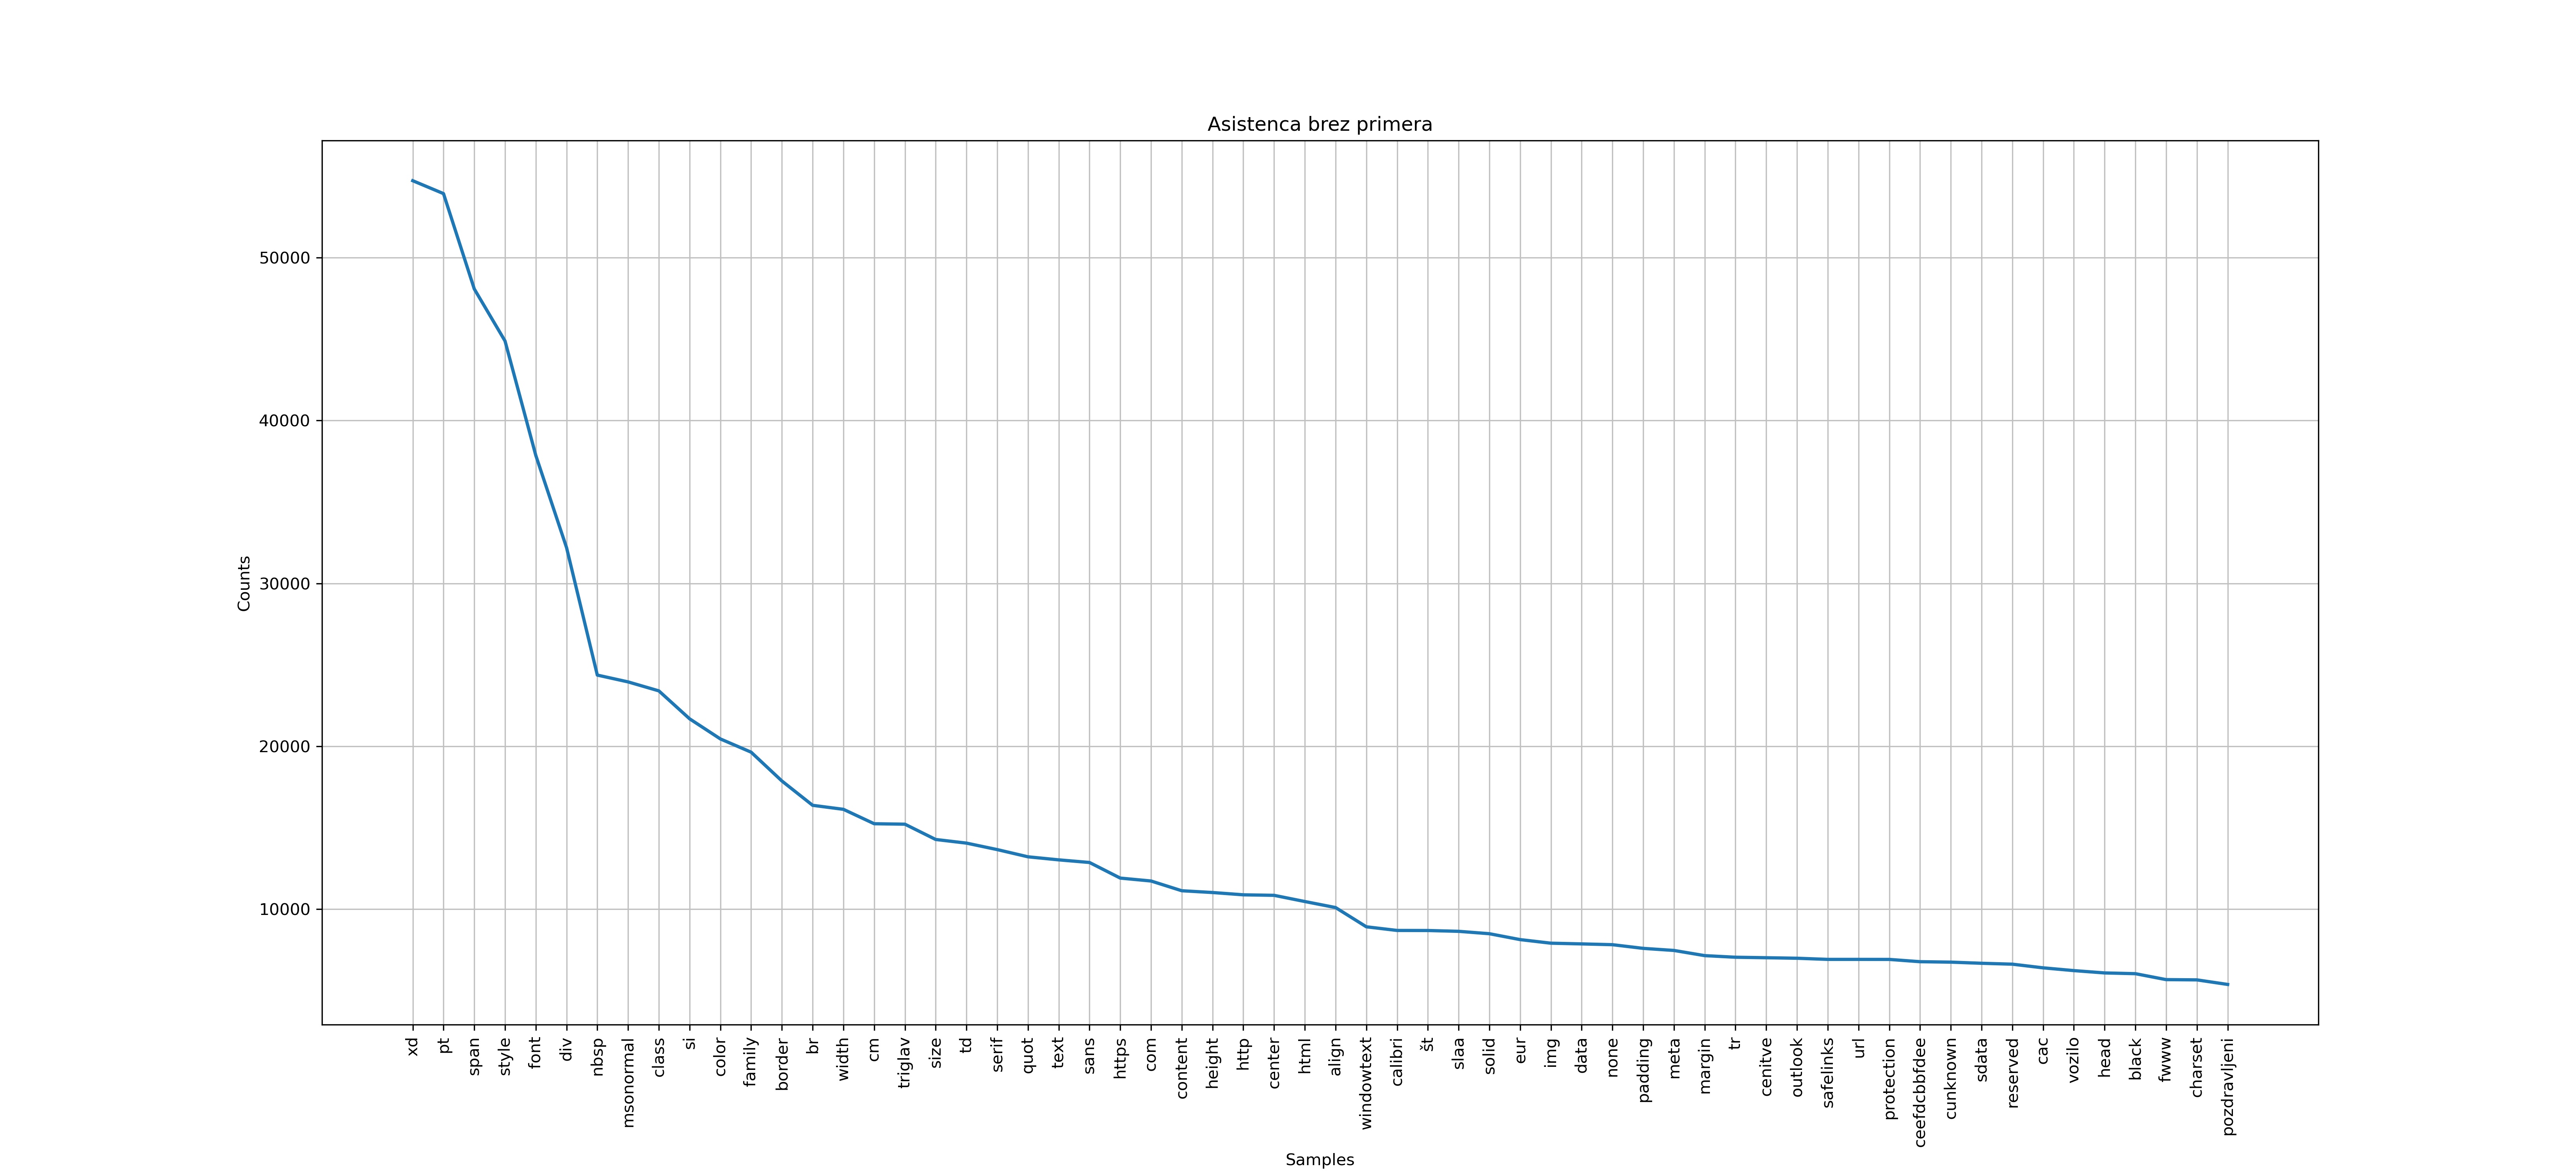 Asistenca brez primera
Counts
50000
40000
30000
20000
10000
xd
pt
span
style
font
div
nbsp
msonormal
class
si
color
family
border
br
width
cm
triglav
size
td
serif
quot
text
sans
https
com
content
height
http
center
html
align
windowtext
calibri
št
slaa
solid
eur
img
data
none
padding
meta
margin
tr
cenitve
outlook
safelinks
url
protection
ceefdcbbfdee
cunknown
sdata
reserved
cac
vozilo
head
black
fwww
charset
pozdravljeni
Samples